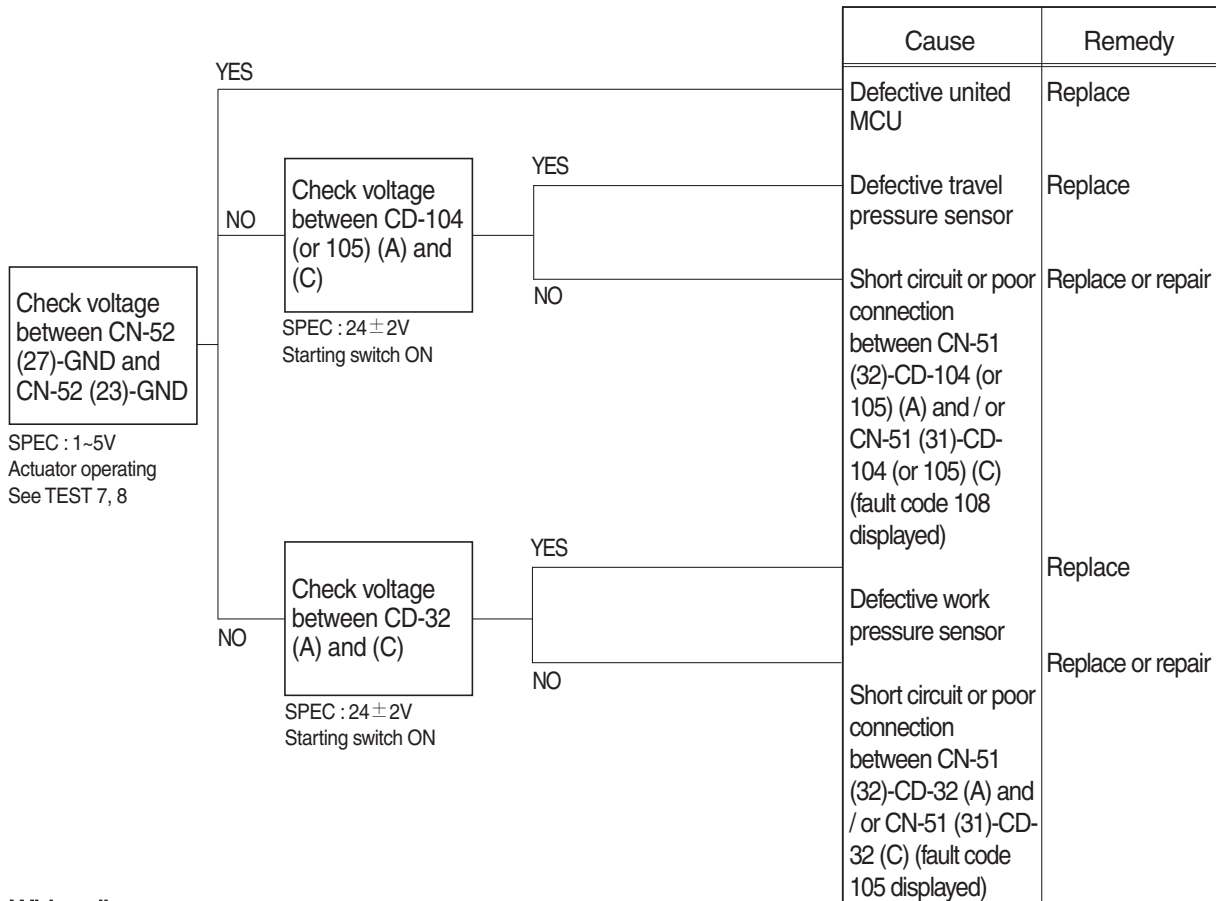 Cause
Remedy
YES
Defective united
MCU
Replace
Check voltage
between CD-104
(or 105) (A) and
(C)
NO
YES
Defective travel
pressure sensor
Replace
Check voltage
between CN-52
(27)-GND and
CN-52 (23)-GND
SPEC : 1~5V
Actuator operating
See TEST 7, 8
SPEC : 24±2V
Starting switch ON
NO
Short circuit or poor
connection
between CN-51
(32)-CD-104 (or
105) (A) and / or
CN-51 (31)-CD-
104 (or 105) (C)
(fault code 108
displayed)
Replace or repair
Check voltage
between CD-32
(A) and (C)
NO
SPEC : 24±2V
Starting switch ON
YES
Defective work
pressure sensor
Replace
NO
Short circuit or poor
connection
between CN-51
(32)-CD-32 (A) and
/ or CN-51 (31)-CD-
32 (C) (fault code
105 displayed)
Replace or repair